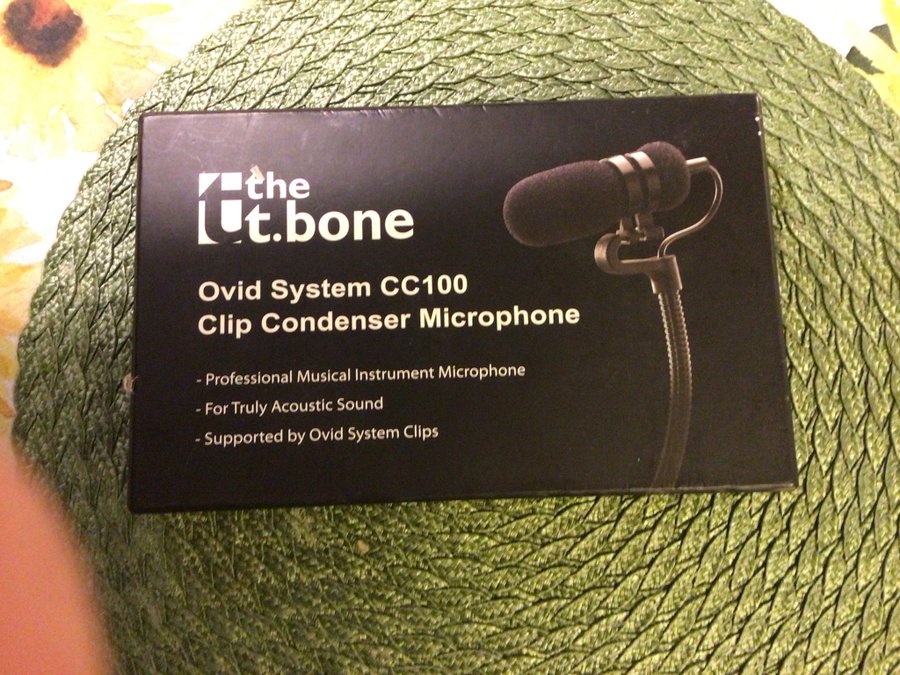 the
t.bone
Ovid System CC100
Clip Condenser Microphone
- Professional Musical Instrument Microphone
- For Truly Acoustic Sound
- Supported by Ovid System Clips